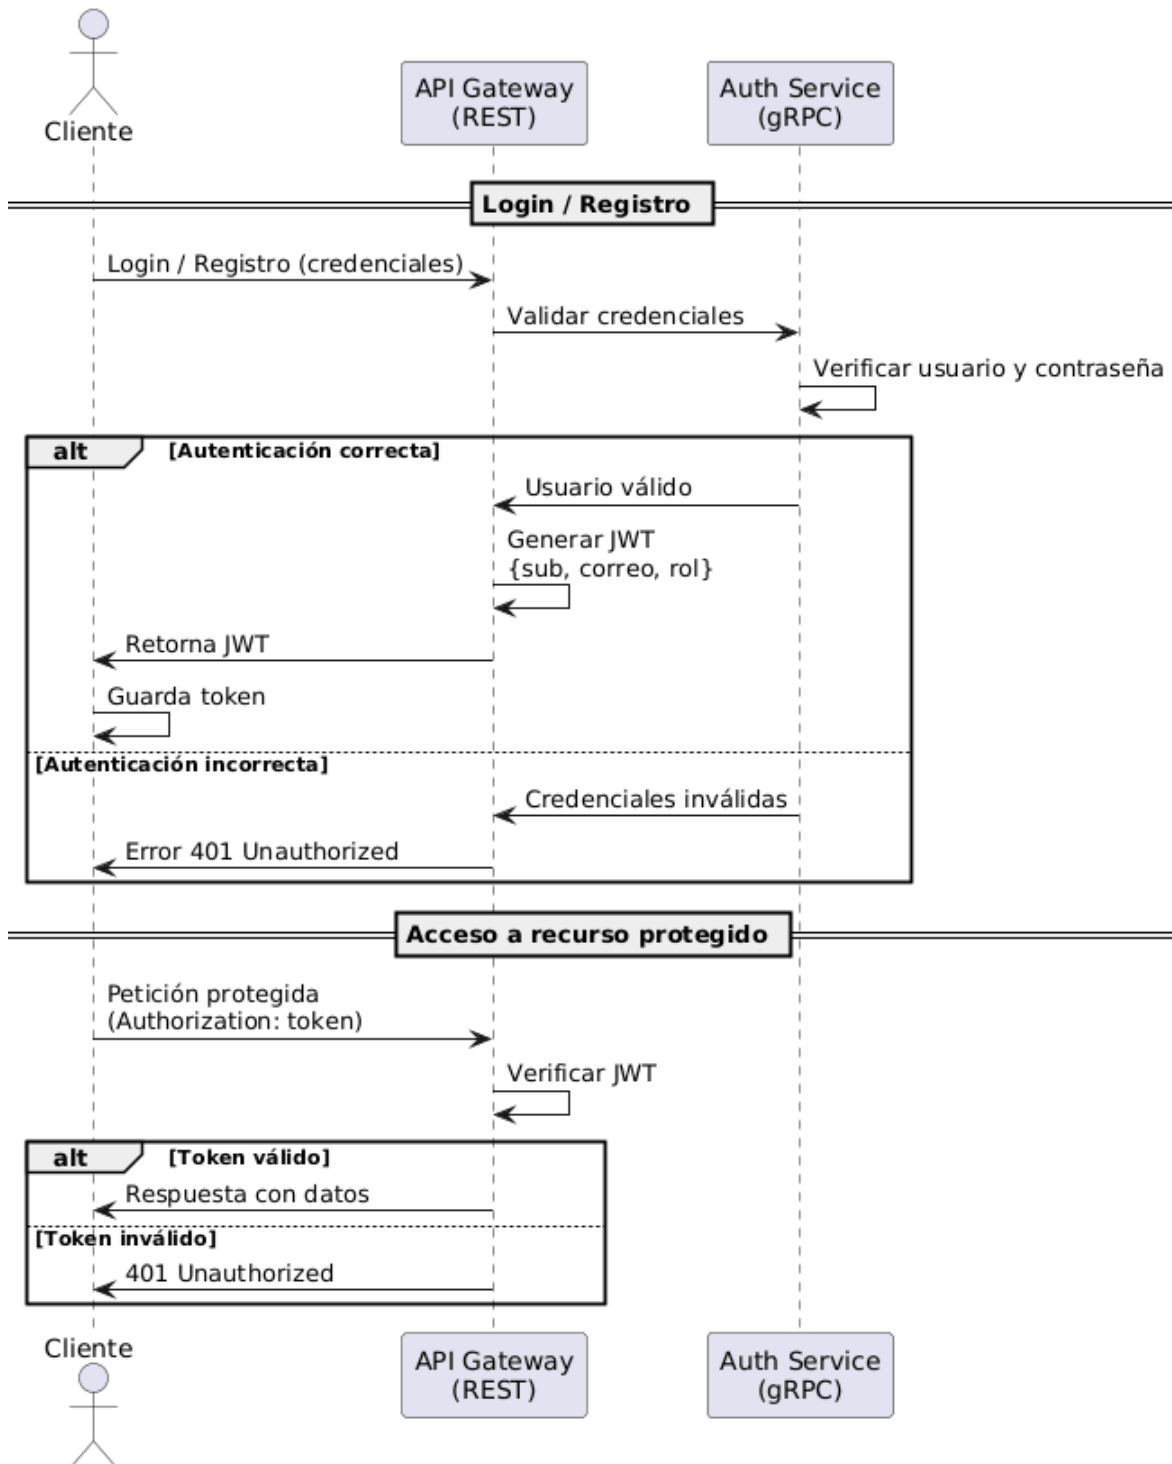 Cliente
API Gateway
(REST)
Auth Service
(gRPC)
Login / Registro
Login / Registro (credenciales)
Validar credenciales
Verificar usuario y contraseña
alt
[Autenticación correcta]
Usuario válido
Generar JWT
{sub, correo, rol}
Retorna JWT
Guarda token
[Autenticación incorrecta]
Credenciales inválidas
Error 401 Unauthorized
Acceso a recurso protegido
Petición protegida
(Authorization: token)
Verificar JWT
alt
[Token válido]
Respuesta con datos
[Token inválido]
401 Unauthorized
Cliente
API Gateway
(REST)
Auth Service
(gRPC)